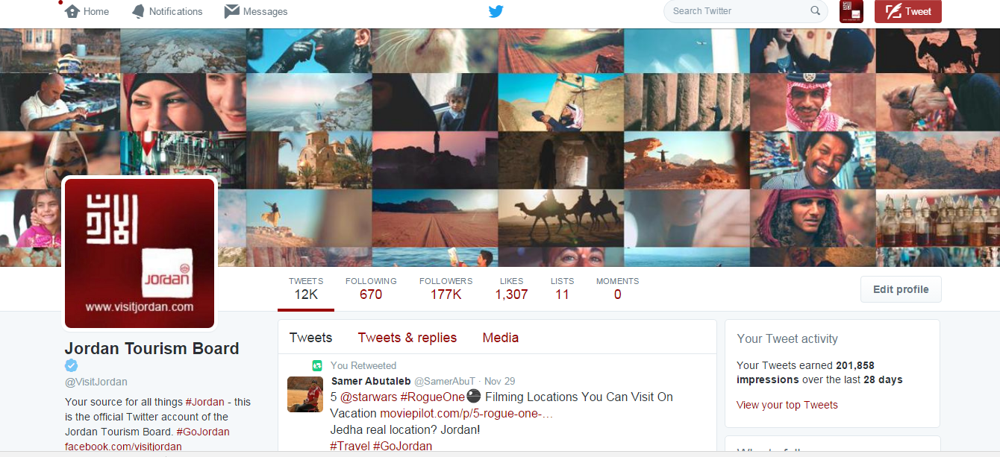 Home
Notifications
Messages
Search Twitter
Tweet
الأردن
Jordan
www.visitjordan.com
TWEETS
12K
FOLLOWING
670
FOLLOWERS
177K
LIKES
1,307
LISTS
11
MOMENTS
0
Edit profile
Jordan Tourism Board
@VisitJordan
Your source for all things #Jordan - this
is the official Twitter account of the
Jordan Tourism Board. #GoJordan
facebook.com/visitjordan
Tweets
Tweets & replies
Media
You Retweeted
Samer Abutaleb @SamerAbuT · Nov 29
5 @starwars #RogueOne Filming Locations You Can Visit On
Vacation moviepilot.com/p/5-rogue-one-…
Jedha real location? Jordan!
#Travel #GoJordan
Your Tweet activity
Your Tweets earned 201,858
impressions over the last 28 days
View your top Tweets